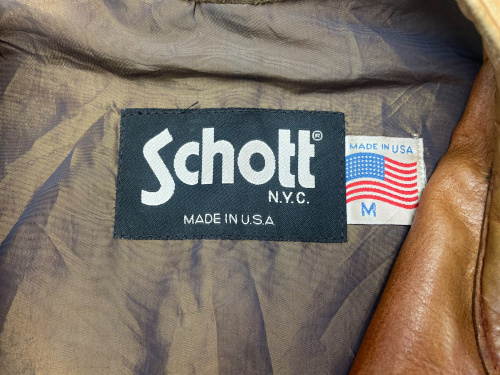 Schott®
N.Y.C.
MADE IN U.S.A
MADE IN USA
M